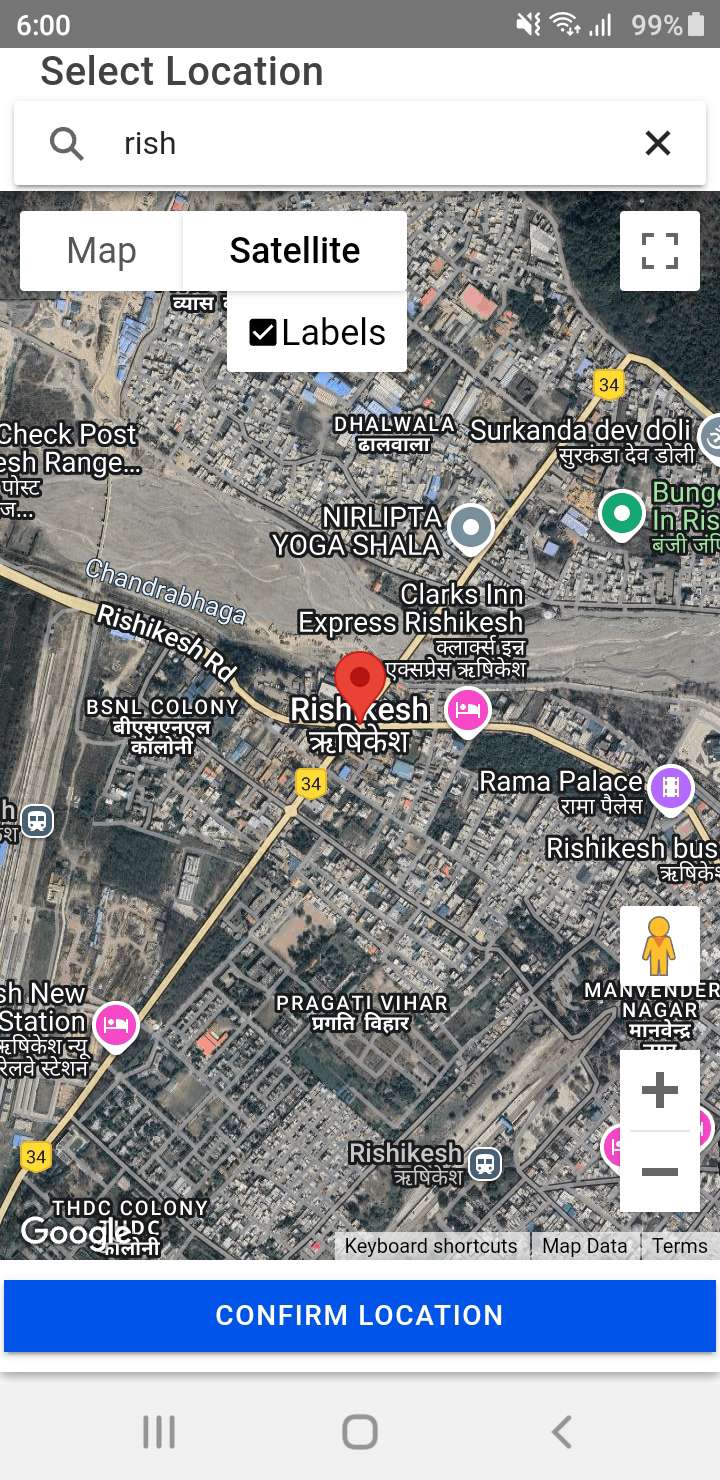 6:00
99%
Select Location
rish
Map
Satellite
व्यास
Labels
34
DHALWALA
ढालवाला
Surkanda dev doli
सुरकंडा देव डोली
Check Post
esh Range...
पोस्ट
ज...
NIRLIPTA
YOGA SHALA
Bung
In Ris
बंजी जं
Chandrabhaga
Rishikesh Rd
Clarks Inn
Express Rishikesh
क्लार्क्स इन्न
एक्सप्रेस ऋषिकेश
BSNL COLONY
बीएसएनएल
कॉलोनी
Rishikesh
ऋषिकेश
34
Rama Palace
रामा पैलेस
h
Rishikesh bus
ऋषिकेश
sh New
Station
ऋषिकेश न्यू
रेलवे स्टेशन
PRAGATI VIHAR
प्रगति विहार
MANVENDER
NAGAR
मानवेन्द्र
नगर
34
Rishikesh
ऋषिकेश
THDC COLONY
THDC
कॉलोनी
Google
Keyboard shortcuts
Map Data
Terms
CONFIRM LOCATION